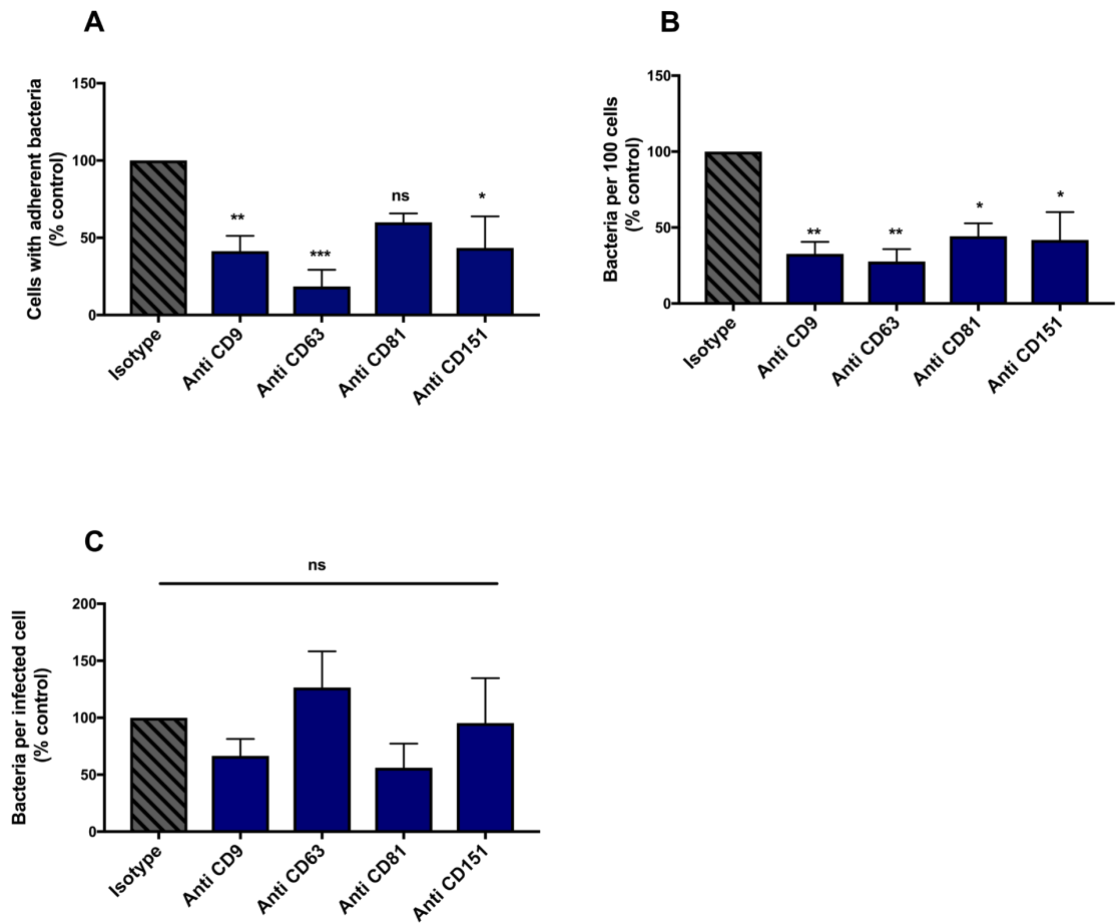 A
Cells with adherent bacteria
(% control)
150
100
50
0
**
***
ns
*
Isotype
Anti CD9
Anti CD63
Anti CD81
Anti CD151
B
Bacteria per 100 cells
(% control)
150
100
50
0
**
**
*
*
Isotype
Anti CD9
Anti CD63
Anti CD81
Anti CD151
C
ns
Bacteria per infected cell
(% control)
200
150
100
50
0
Isotype
Anti CD9
Anti CD63
Anti CD81
Anti CD151